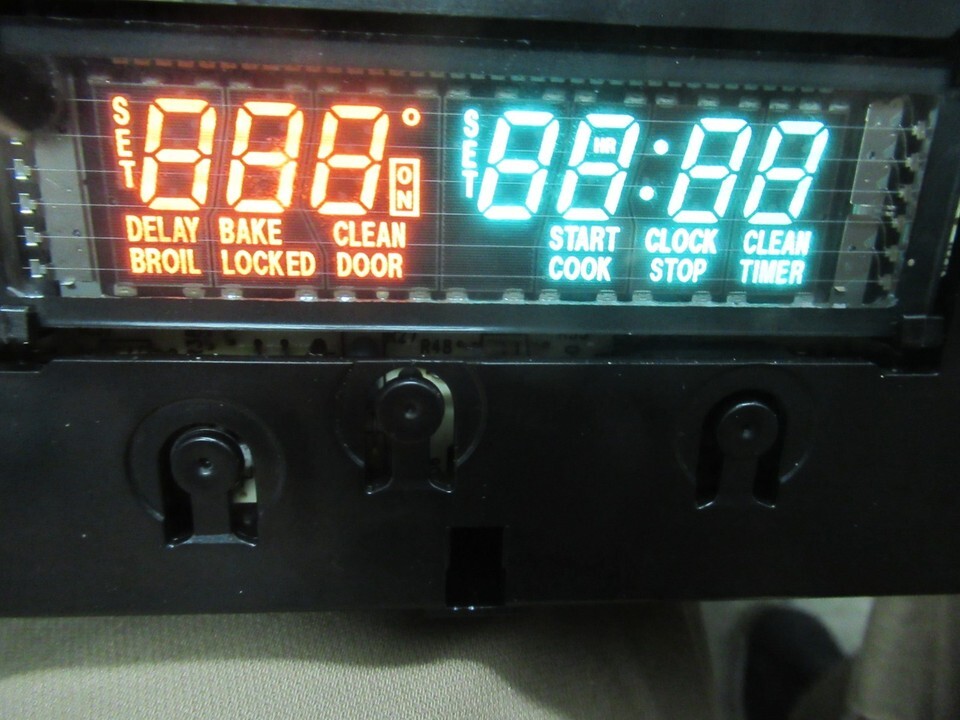 SET 888° ON
DELAY BAKE CLEAN
BROIL LOCKED DOOR
SET 88:88 HR
START CLOCK CLEAN
COOK STOP TIMER
R48